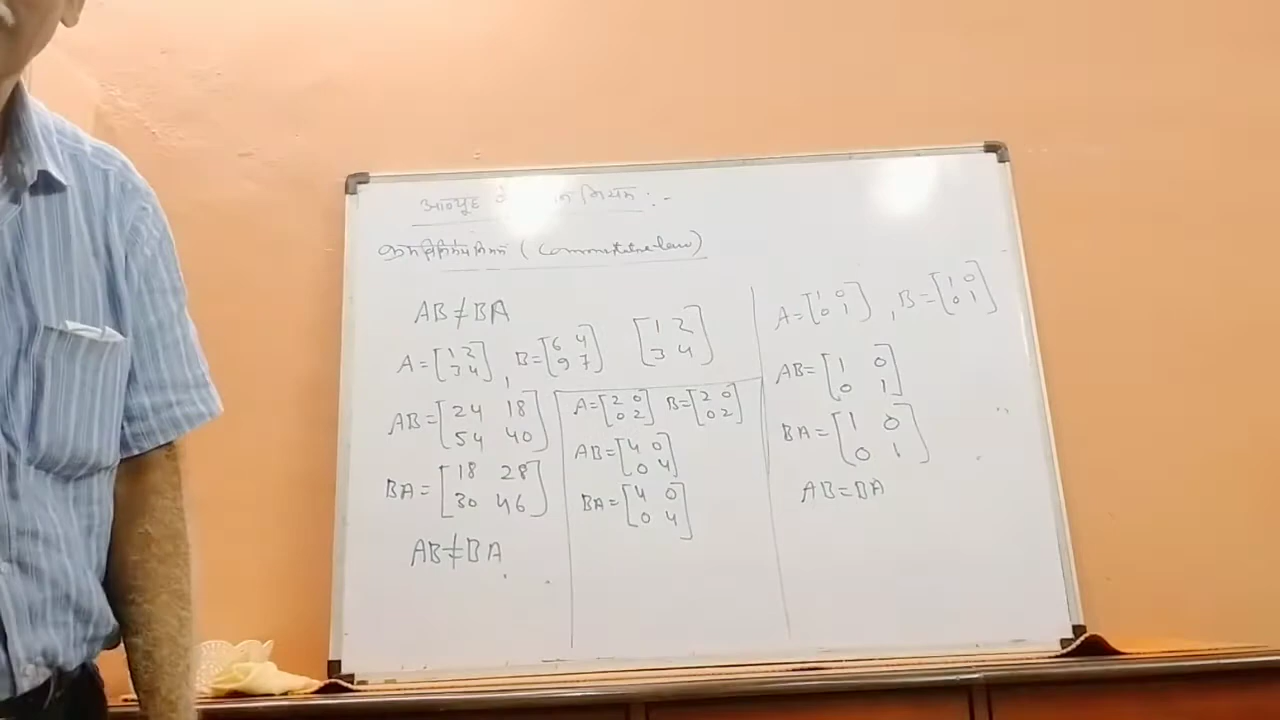 आव्यूह के नियम :-
क्रमविनिमेय नियम (Commutative law)
AB ≠ BA
A = [1 2
3 4], B = [6 4
9 7] [1 2
3 4]
AB = [24 18
54 40]
BA = [18 28
30 46]
AB ≠ BA
A = [2 0
0 2] B = [2 0
0 2]
AB = [4 0
0 4]
BA = [4 0
0 4]
A = [1 0
0 1], B = [1 0
0 1]
AB = [1 0
0 1]
BA = [1 0
0 1]
AB = BA